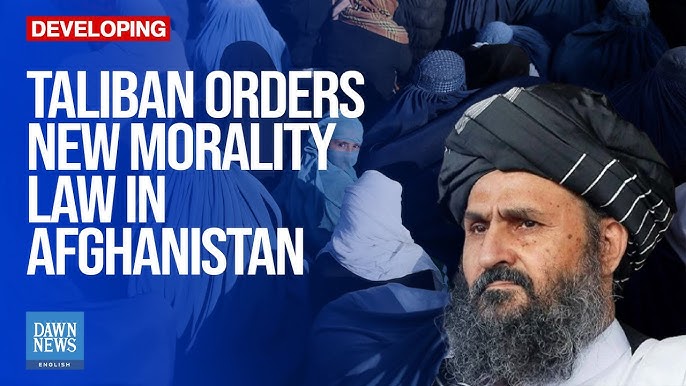 DEVELOPING
TALIBAN ORDERS
NEW MORALITY
LAW IN
AFGHANISTAN
DAWN
NEWS
ENGLISH